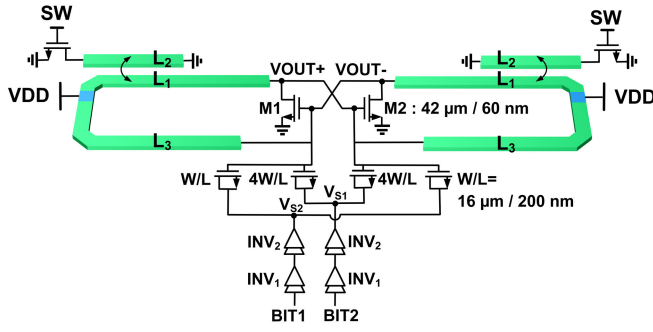 SW
SW
L2
L2
L1
VOUT+ VOUT-
L1
VDD
M1
M2 : 42 µm / 60 nm
VDD
L3
L3
W/L
4W/L
VS1
4W/L
W/L=
16 µm / 200 nm
VS2
INV2
INV2
INV1
INV1
BIT1
BIT2